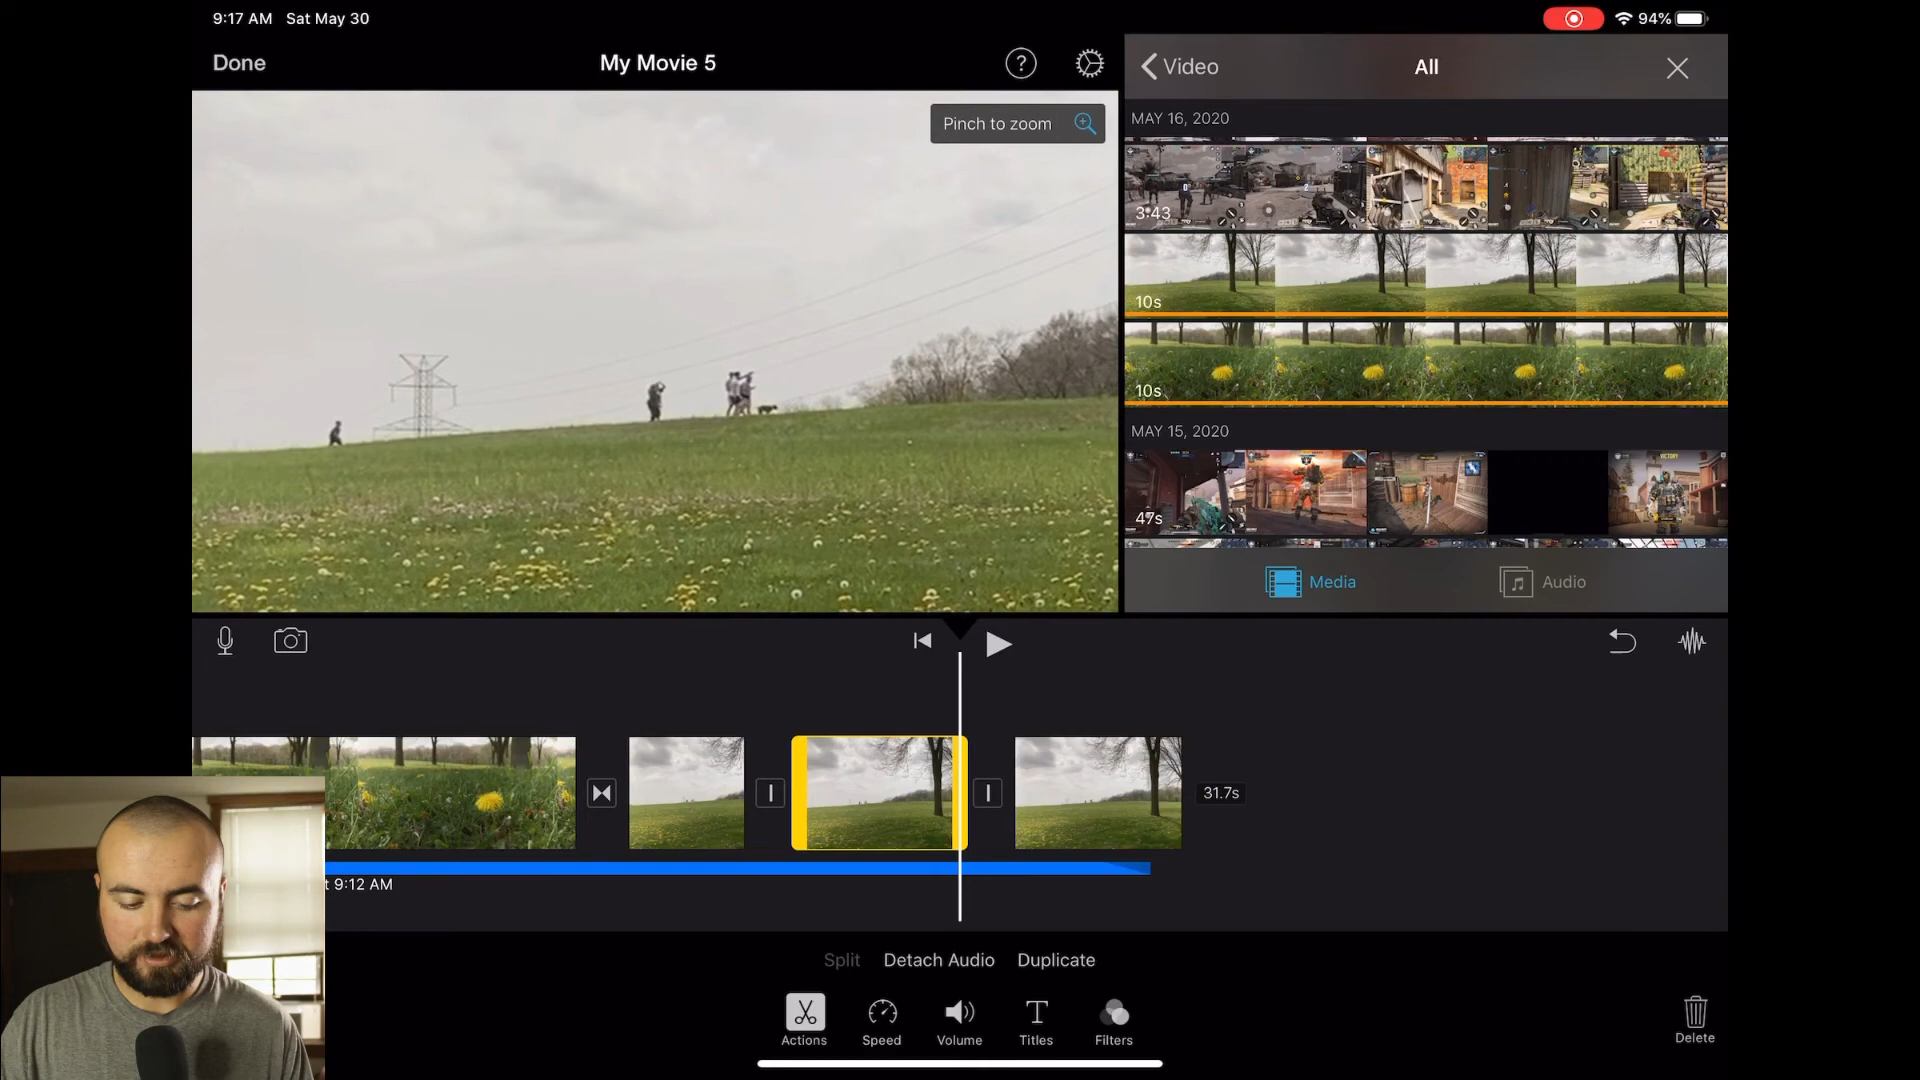 9:17 AM Sat May 30
94%
Done
My Movie 5
?
Video
All
Pinch to zoom
MAY 16, 2020
3:43
10s
10s
MAY 15, 2020
VICTORY
47s
Media
Audio
31.7s
t 9:12 AM
Split
Detach Audio
Duplicate
Actions
Speed
Volume
Titles
Filters
Delete